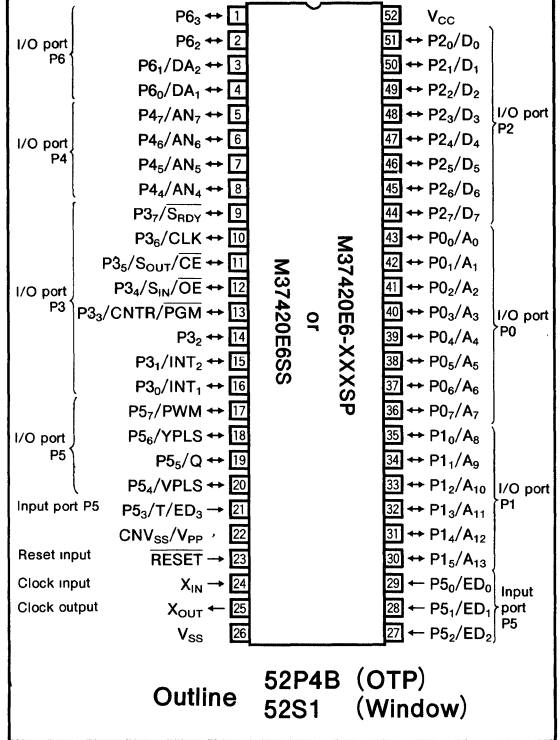 I/O port P6
P6₃ ↔ 1
P6₂ ↔ 2
P6₁/DA₂ ↔ 3
P6₀/DA₁ ↔ 4
I/O port P4
P4₇/AN₇ ↔ 5
P4₆/AN₆ ↔ 6
P4₅/AN₅ ↔ 7
P4₄/AN₄ ↔ 8
I/O port P3
P3₇/S̅R̅D̅Y̅ ↔ 9
P3₆/CLK ↔ 10
P3₅/SOUT/C̅E̅ ↔ 11
P3₄/SIN/O̅E̅ ↔ 12
P3₃/CNTR/P̅G̅M̅ ↔ 13
P3₂ ↔ 14
P3₁/INT₂ ↔ 15
P3₀/INT₁ ↔ 16
I/O port P5
P5₇/PWM ↔ 17
P5₆/YPLS ↔ 18
P5₅/Q ↔ 19
P5₄/VPLS ↔ 20
Input port P5 P5₃/T/ED₃ → 21
CNVSS/VPP 22
Reset input R̅E̅S̅E̅T̅ → 23
Clock input XIN → 24
Clock output XOUT ← 25
VSS 26
M37420E6SS
or
M37420E6-XXXSP
52 VCC
51 ↔ P2₀/D₀
50 ↔ P2₁/D₁
49 ↔ P2₂/D₂
48 ↔ P2₃/D₃
47 ↔ P2₄/D₄
46 ↔ P2₅/D₅
45 ↔ P2₆/D₆
44 ↔ P2₇/D₇
I/O port P2
43 ↔ P0₀/A₀
42 ↔ P0₁/A₁
41 ↔ P0₂/A₂
40 ↔ P0₃/A₃
39 ↔ P0₄/A₄
38 ↔ P0₅/A₅
37 ↔ P0₆/A₆
36 ↔ P0₇/A₇
I/O port P0
35 ↔ P1₀/A₈
34 ↔ P1₁/A₉
33 ↔ P1₂/A₁₀
32 ↔ P1₃/A₁₁
31 ↔ P1₄/A₁₂
30 ↔ P1₅/A₁₃
I/O port P1
29 ← P5₀/ED₀
28 ← P5₁/ED₁
27 ← P5₂/ED₂
Input port P5
Outline 52P4B (OTP)
52S1 (Window)